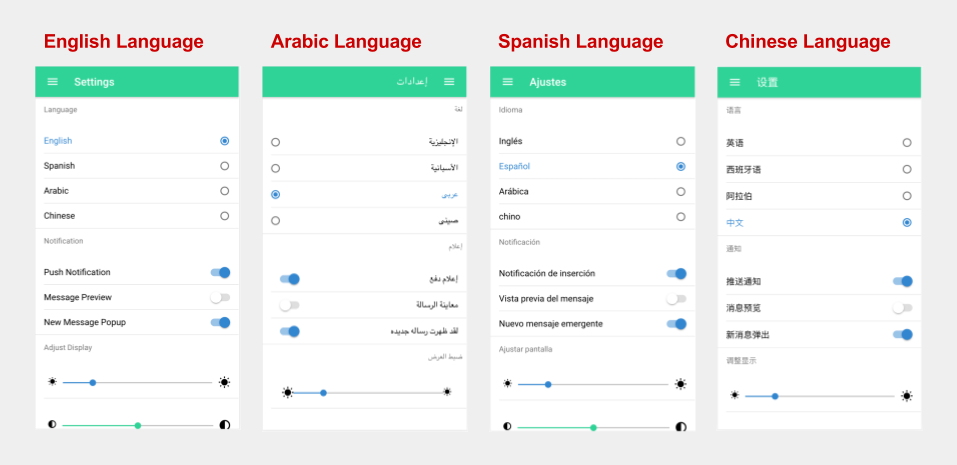 English Language
Settings
Language
English
Spanish
Arabic
Chinese
Notification
Push Notification
Message Preview
New Message Popup
Adjust Display
Arabic Language
إعدادات
لغة
الإنجليزية
الأسبانية
عربى
صينى
إعلام
إعلام دفع
معاينة الرسالة
لقد ظهرت رساله جديده
ضبط العرض
Spanish Language
Ajustes
Idioma
Inglés
Español
Arábica
chino
Notificación
Notificación de inserción
Vista previa del mensaje
Nuevo mensaje emergente
Ajustar pantalla
Chinese Language
设置
语言
英语
西班牙语
阿拉伯
中文
通知
推送通知
消息预览
新消息弹出
调整显示